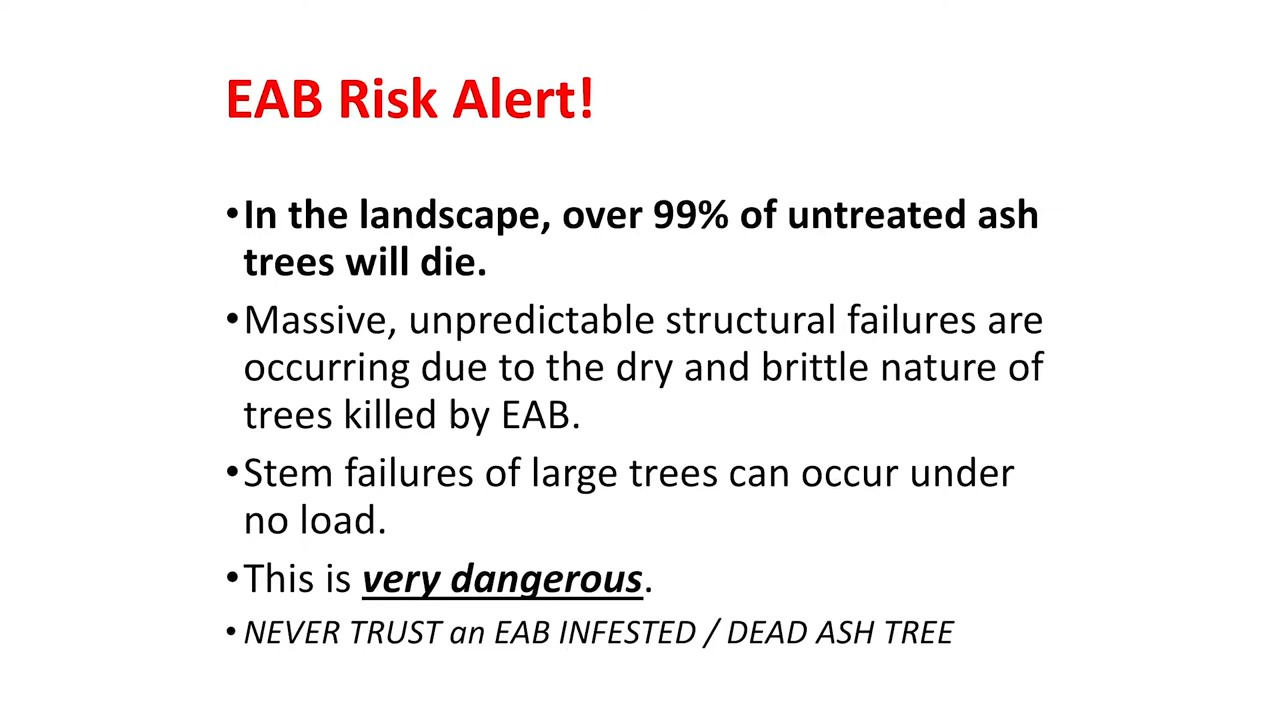 EAB Risk Alert!
•In the landscape, over 99% of untreated ash
trees will die.
•Massive, unpredictable structural failures are
occurring due to the dry and brittle nature of
trees killed by EAB.
•Stem failures of large trees can occur under
no load.
•This is very dangerous.
•NEVER TRUST an EAB INFESTED / DEAD ASH TREE